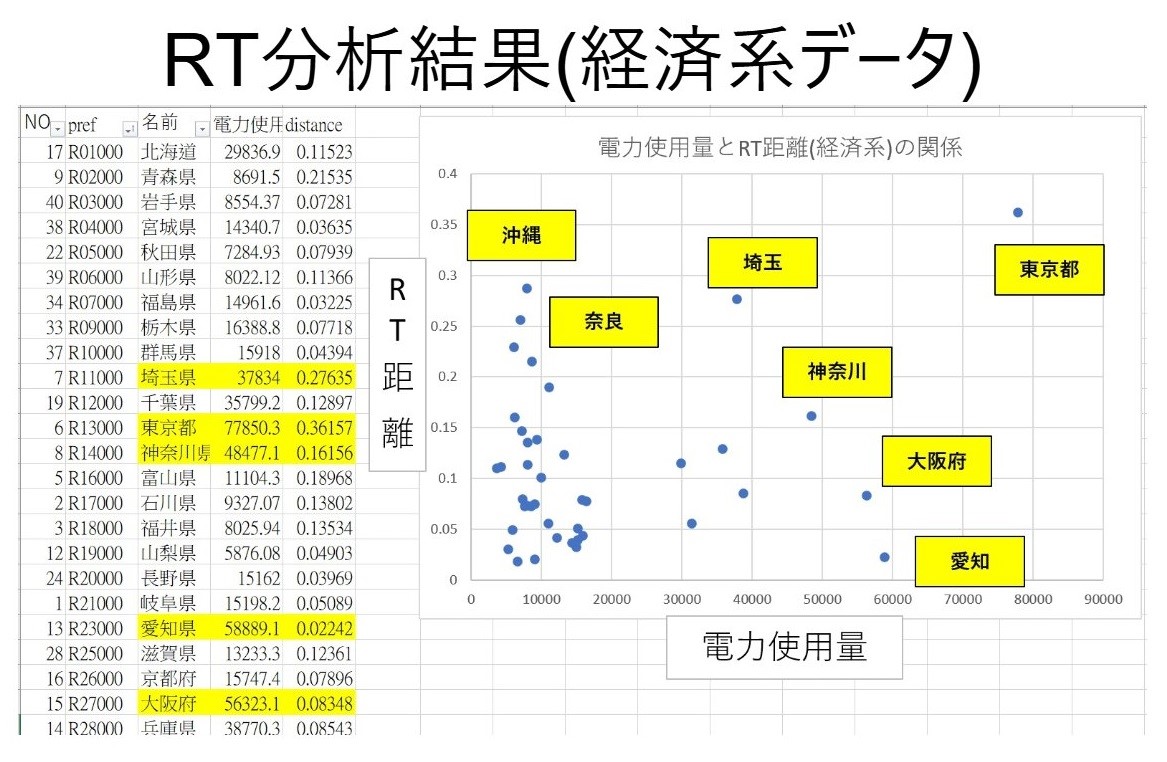 RT分析結果(経済系データ)
NO pref 名前 電力使用 distance
17 R01000 北海道 29836.9 0.11523
9 R02000 青森県 8691.5 0.21535
40 R03000 岩手県 8554.37 0.07281
38 R04000 宮城県 14340.7 0.03635
22 R05000 秋田県 7284.93 0.07939
39 R06000 山形県 8022.12 0.11366
34 R07000 福島県 14961.6 0.03225
33 R09000 栃木県 16388.8 0.07718
37 R10000 群馬県 15918 0.04394
7 R11000 埼玉県 37834 0.27635
19 R12000 千葉県 35799.2 0.12897
6 R13000 東京都 77850.3 0.36157
8 R14000 神奈川県 48477.1 0.16156
5 R16000 富山県 11104.3 0.18968
2 R17000 石川県 9327.07 0.13802
3 R18000 福井県 8025.94 0.13534
12 R19000 山梨県 5876.08 0.04903
24 R20000 長野県 15162 0.03969
1 R21000 岐阜県 15198.2 0.05089
13 R23000 愛知県 58889.1 0.02242
28 R25000 滋賀県 13233.3 0.12361
16 R26000 京都府 15747.4 0.07896
15 R27000 大阪府 56323.1 0.08348
14 R28000 兵庫県 38770.3 0.08543
電力使用量とRT距離(経済系)の関係
RT距離
0.4
0.35
0.3
0.25
0.2
0.15
0.1
0.05
0
沖縄
奈良
埼玉
東京都
神奈川
大阪府
愛知
0 10000 20000 30000 40000 50000 60000 70000 80000 90000
電力使用量